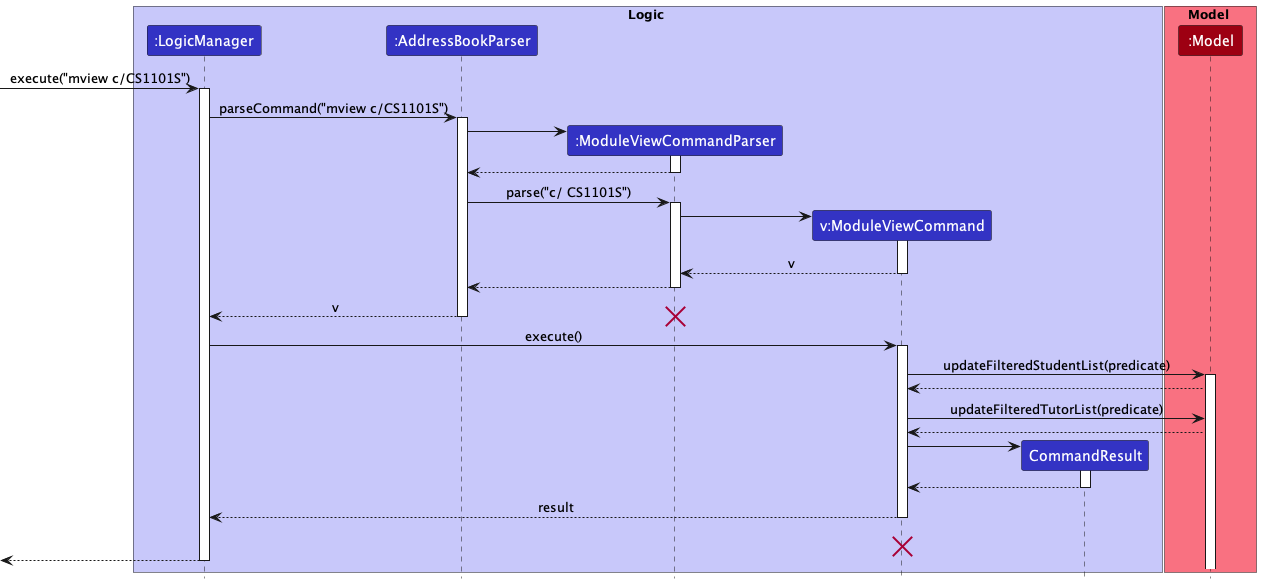 Logic
Model
:LogicManager
:AddressBookParser
:Model
execute("mview c/CS1101S")
parseCommand("mview c/CS1101S")
:ModuleViewCommandParser
parse("c/ CS1101S")
v:ModuleViewCommand
v
v
execute()
updateFilteredStudentList(predicate)
updateFilteredTutorList(predicate)
CommandResult
result